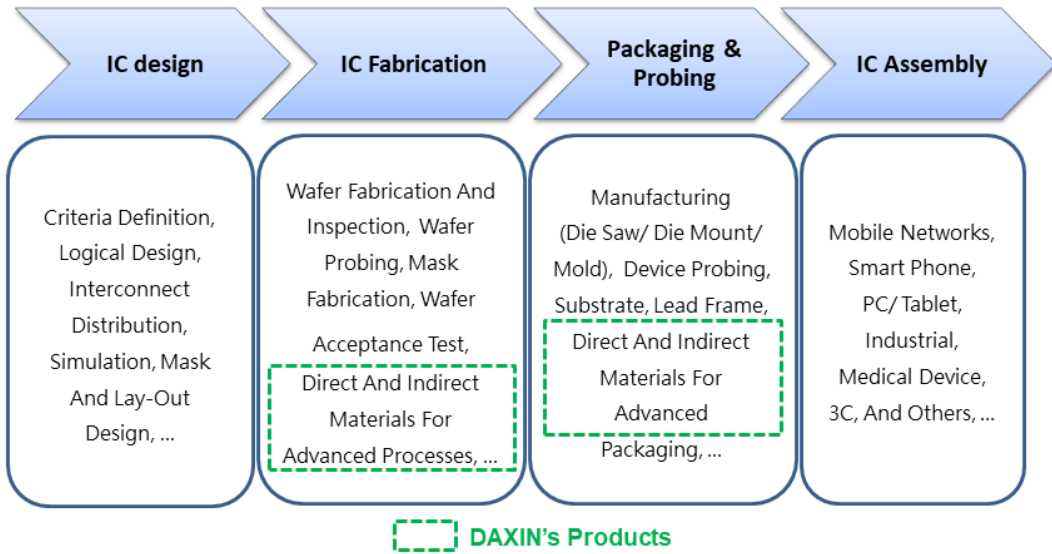 IC design
IC Fabrication
Packaging &
Probing
IC Assembly
Criteria Definition,
Logical Design,
Interconnect
Distribution,
Simulation, Mask
And Lay-Out
Design, ...
Wafer Fabrication And
Inspection, Wafer
Probing, Mask
Fabrication, Wafer
Acceptance Test,
Direct And Indirect
Materials For
Advanced Processes, ...
Manufacturing
(Die Saw/ Die Mount/
Mold), Device Probing,
Substrate, Lead Frame,
Direct And Indirect
Materials For
Advanced
Packaging, ...
Mobile Networks,
Smart Phone,
PC/ Tablet,
Industrial,
Medical Device,
3C, And Others, ...
DAXIN's Products